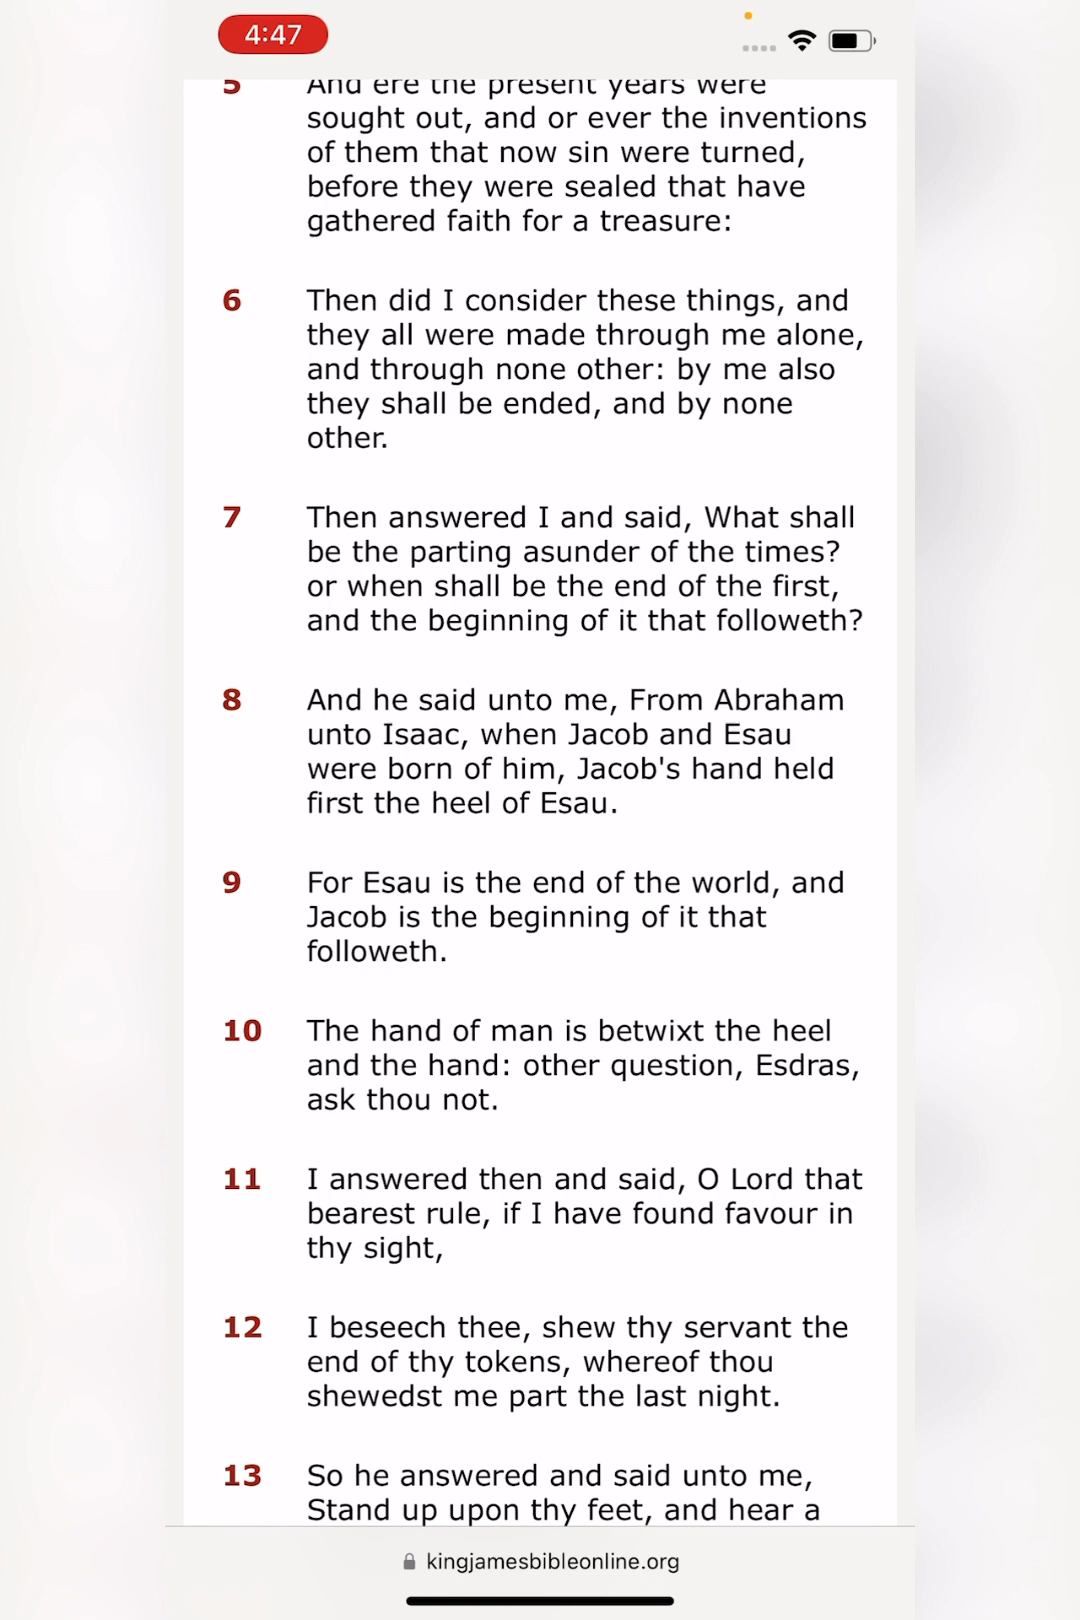 4:47
5 And ere the present years were
sought out, and or ever the inventions
of them that now sin were turned,
before they were sealed that have
gathered faith for a treasure:
6 Then did I consider these things, and
they all were made through me alone,
and through none other: by me also
they shall be ended, and by none
other.
7 Then answered I and said, What shall
be the parting asunder of the times?
or when shall be the end of the first,
and the beginning of it that followeth?
8 And he said unto me, From Abraham
unto Isaac, when Jacob and Esau
were born of him, Jacob's hand held
first the heel of Esau.
9 For Esau is the end of the world, and
Jacob is the beginning of it that
followeth.
10 The hand of man is betwixt the heel
and the hand: other question, Esdras,
ask thou not.
11 I answered then and said, O Lord that
bearest rule, if I have found favour in
thy sight,
12 I beseech thee, shew thy servant the
end of thy tokens, whereof thou
shewedst me part the last night.
13 So he answered and said unto me,
Stand up upon thy feet, and hear a
kingjamesbibleonline.org